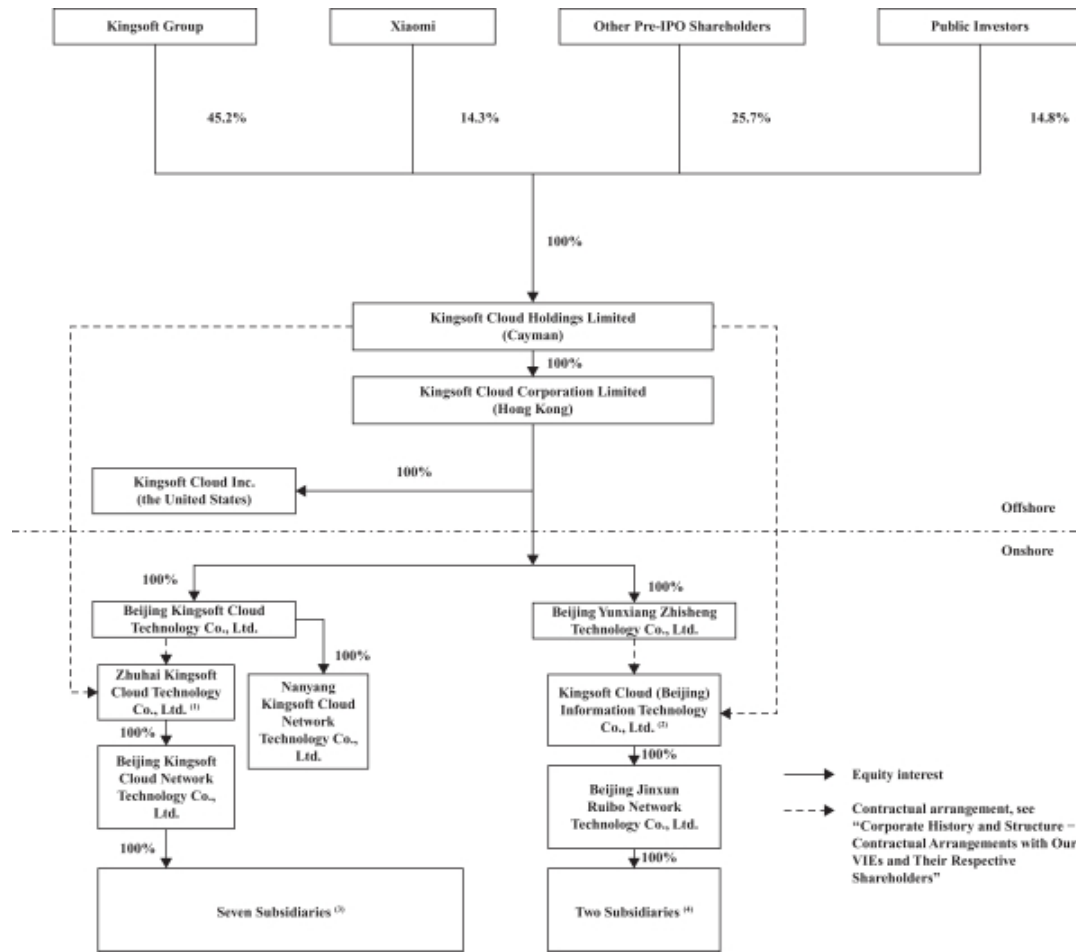 Kingsoft Group
Xiaomi
Other Pre-IPO Shareholders
Public Investors
45.2%
14.3%
25.7%
14.8%
100%
Kingsoft Cloud Holdings Limited
(Cayman)
100%
Kingsoft Cloud Corporation Limited
(Hong Kong)
100%
Kingsoft Cloud Inc.
(the United States)
Offshore
Onshore
100%
100%
Beijing Kingsoft Cloud
Technology Co., Ltd.
Beijing Yunxiang Zhisheng
Technology Co., Ltd.
100%
Zhuhai Kingsoft
Cloud Technology
Co., Ltd. (1)
Nanyang
Kingsoft Cloud
Network
Technology Co.,
Ltd.
Kingsoft Cloud (Beijing)
Information Technology
Co., Ltd. (2)
100%
100%
Beijing Kingsoft
Cloud Network
Technology Co.,
Ltd.
Beijing Jinxun
Ruibo Network
Technology Co., Ltd.
Equity interest
Contractual arrangement, see
“Corporate History and Structure −
Contractual Arrangements with Our
VIEs and Their Respective
Shareholders”
100%
100%
Seven Subsidiaries (3)
Two Subsidiaries (4)